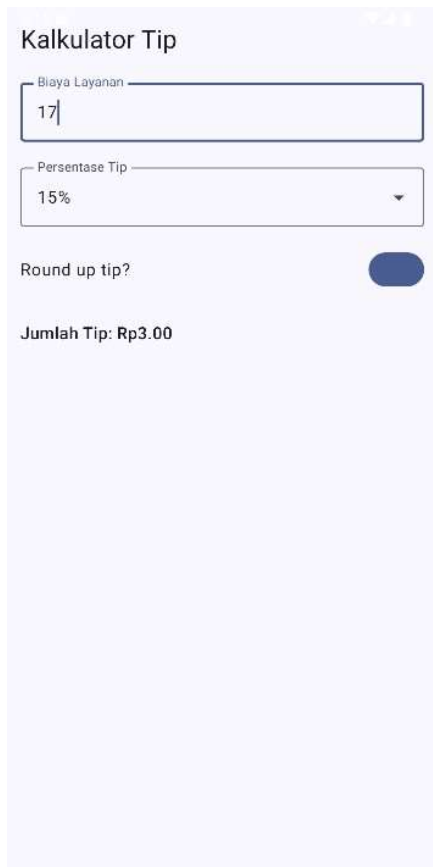 Kalkulator Tip
Biaya Layanan
17
Persentase Tip
15%
Round up tip?
Jumlah Tip: Rp3.00